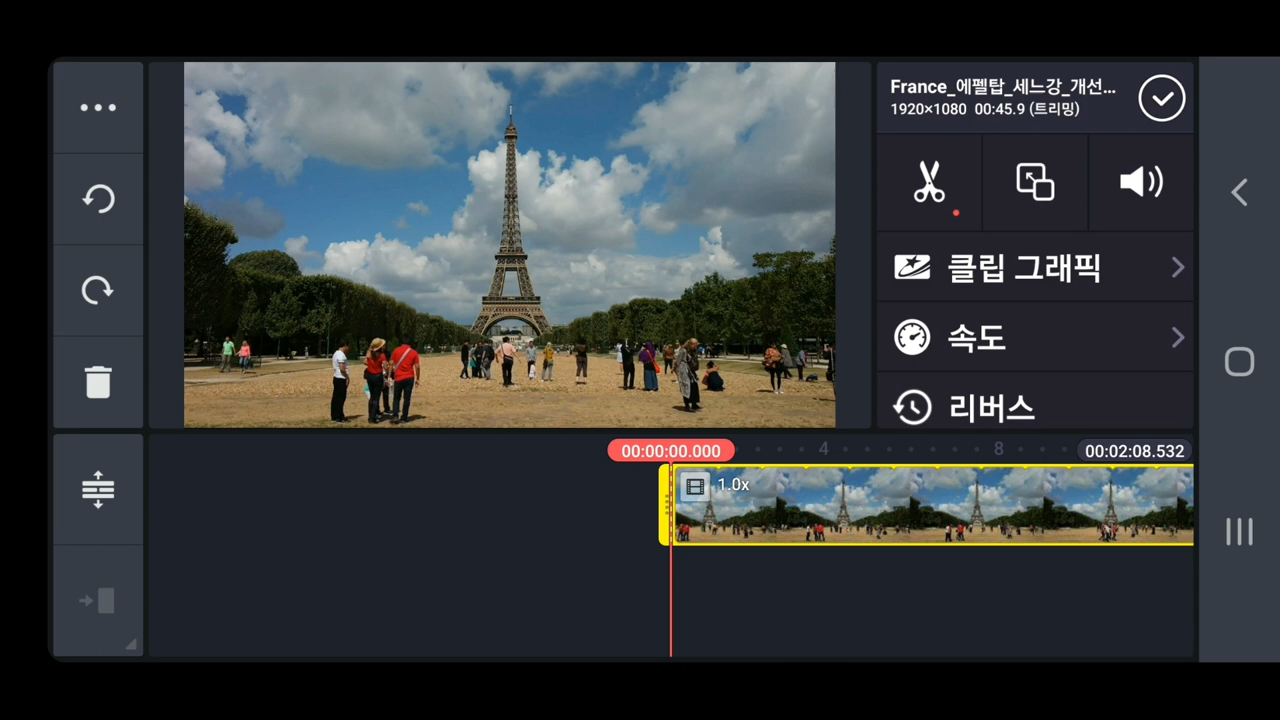 France_에펠탑_세느강_개선...
1920×1080 00:45.9 (트리밍)
클립 그래픽
속도
리버스
00:00:00.000
4
8
00:02:08.532
1.0x